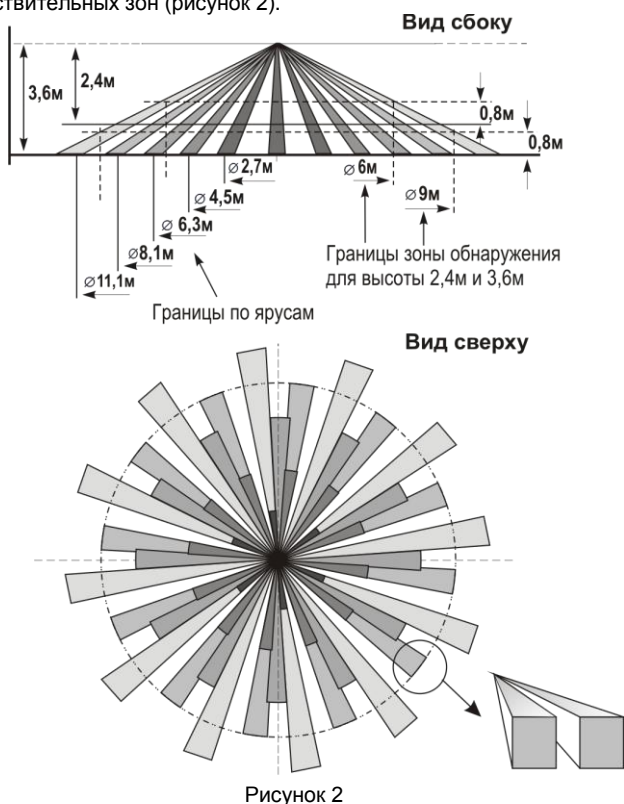 ствительных зон (рисунок 2).
Вид сбоку
3,6м
2,4м
0,8м
0,8м
⌀2,7м
⌀6м
⌀ 4,5м
⌀9м
⌀ 6,3м
⌀8,1м
⌀11,1м
Границы зоны обнаружения
для высоты 2,4м и 3,6м
Границы по ярусам
Вид сверху
Рисунок 2